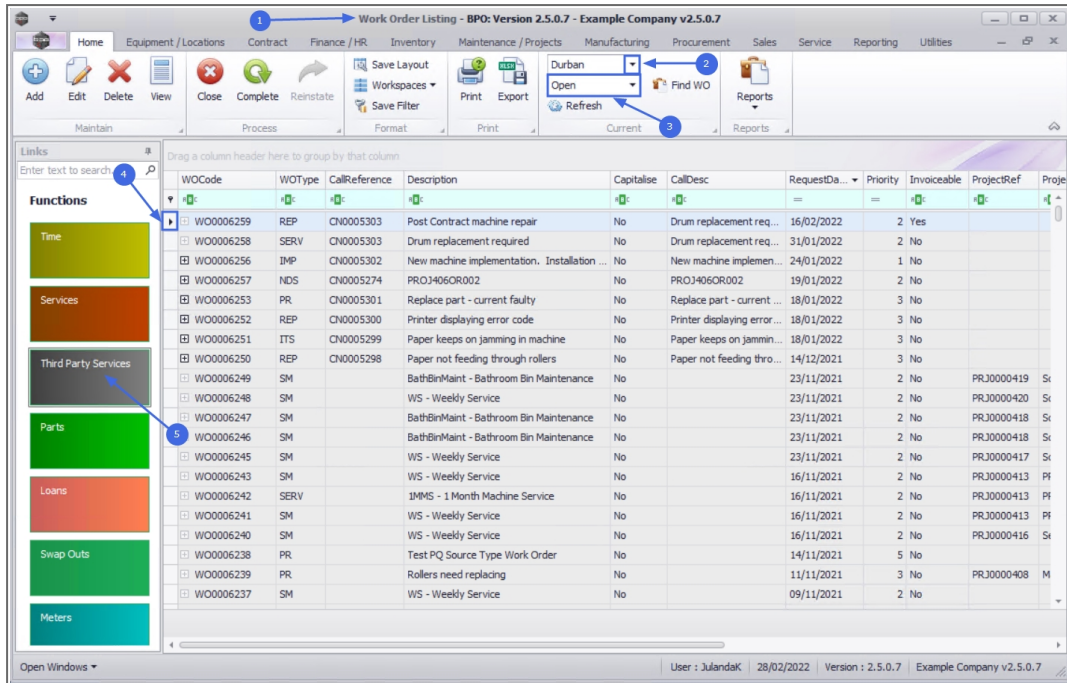 1
Work Order Listing - BPO: Version 2.5.0.7 - Example Company v2.5.0.7
Home Equipment / Locations Contract Finance / HR Inventory Maintenance / Projects Manufacturing Procurement Sales Service Reporting Utilities
Add Edit Delete View Close Complete Reinstate Save Layout Workspaces Save Filter Print Export Durban 2 Open Find WO Refresh Reports
Maintain Process Format Print Current 3 Reports
Links
Enter text to search... 4
Drag a column header here to group by that column
Functions
Time
Services
Third Party Services
Parts
5
Loans
Swap Outs
Meters
WOCode WOType CallReference Description Capitalise CallDesc RequestDa... Priority Invoiceable ProjectRef Proje
WO0006259 REP CN0005303 Post Contract machine repair No Drum replacement req... 16/02/2022 2 Yes
WO0006258 SERV CN0005303 Drum replacement required No Drum replacement req... 31/01/2022 2 No
WO0006256 IMP CN0005302 New machine implementation. Installation ... No New machine implemen... 24/01/2022 1 No
WO0006257 NDS CN0005274 PROJ406OR002 No PROJ406OR002 19/01/2022 2 No
WO0006253 PR CN0005301 Replace part - current faulty No Replace part - current ... 18/01/2022 3 No
WO0006252 REP CN0005300 Printer displaying error code No Printer displaying error... 18/01/2022 3 No
WO0006251 ITS CN0005299 Paper keeps on jamming in machine No Paper keeps on jammin... 18/01/2022 3 No
WO0006250 REP CN0005298 Paper not feeding through rollers No Paper not feeding thro... 14/12/2021 3 No
WO0006249 SM BathBinMaint - Bathroom Bin Maintenance No 23/11/2021 2 No PRJ0000419 Sc
WO0006248 SM WS - Weekly Service No 23/11/2021 2 No PRJ0000420 Sc
WO0006247 SM BathBinMaint - Bathroom Bin Maintenance No 23/11/2021 2 No PRJ0000418 Sc
WO0006246 SM BathBinMaint - Bathroom Bin Maintenance No 23/11/2021 2 No PRJ0000418 Sc
WO0006245 SM WS - Weekly Service No 23/11/2021 2 No PRJ0000417 Sc
WO0006243 SM WS - Weekly Service No 16/11/2021 2 No PRJ0000413 PF
WO0006242 SERV 1MMS - 1 Month Machine Service No 16/11/2021 2 No PRJ0000413 PF
WO0006241 SM WS - Weekly Service No 16/11/2021 2 No PRJ0000413 PF
WO0006240 SM WS - Weekly Service No 16/11/2021 2 No PRJ0000416 Se
WO0006238 PR Test PQ Source Type Work Order No 14/11/2021 5 No
WO0006239 PR Rollers need replacing No 11/11/2021 3 No PRJ0000408 M
WO0006237 SM WS - Weekly Service No 09/11/2021 2 No
Open Windows User : JulandaK 28/02/2022 Version : 2.5.0.7 Example Company v2.5.0.7